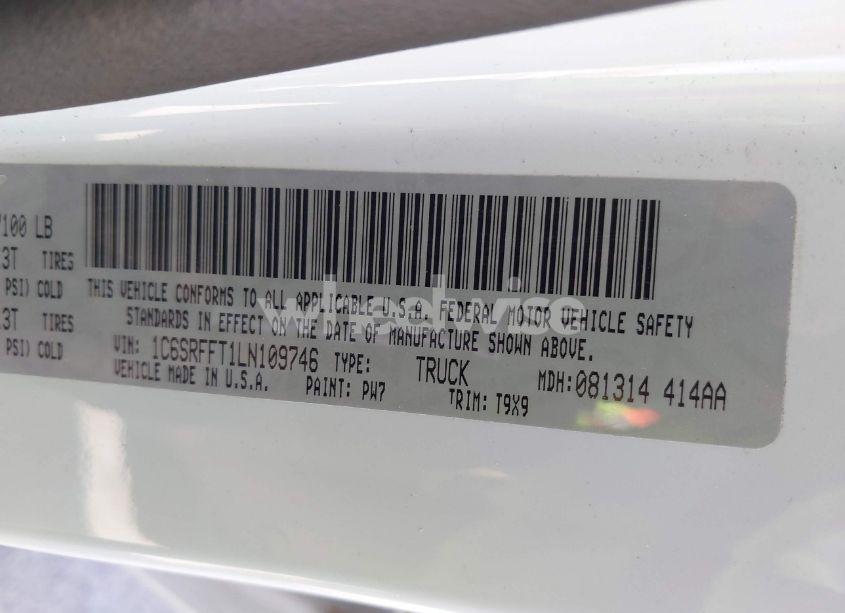 7100 LB
3T TIRES
PSI) COLD
3T TIRES
PSI) COLD
THIS VEHICLE CONFORMS TO ALL APPLICABLE U.S.A. FEDERAL MOTOR VEHICLE SAFETY
STANDARDS IN EFFECT ON THE DATE OF MANUFACTURE SHOWN ABOVE.
VIN: 1C6SRFFT1LN109746 TYPE: TRUCK MDH:081314 414AA
VEHICLE MADE IN U.S.A. PAINT: PW7 TRIM: T9X9
wheelwise